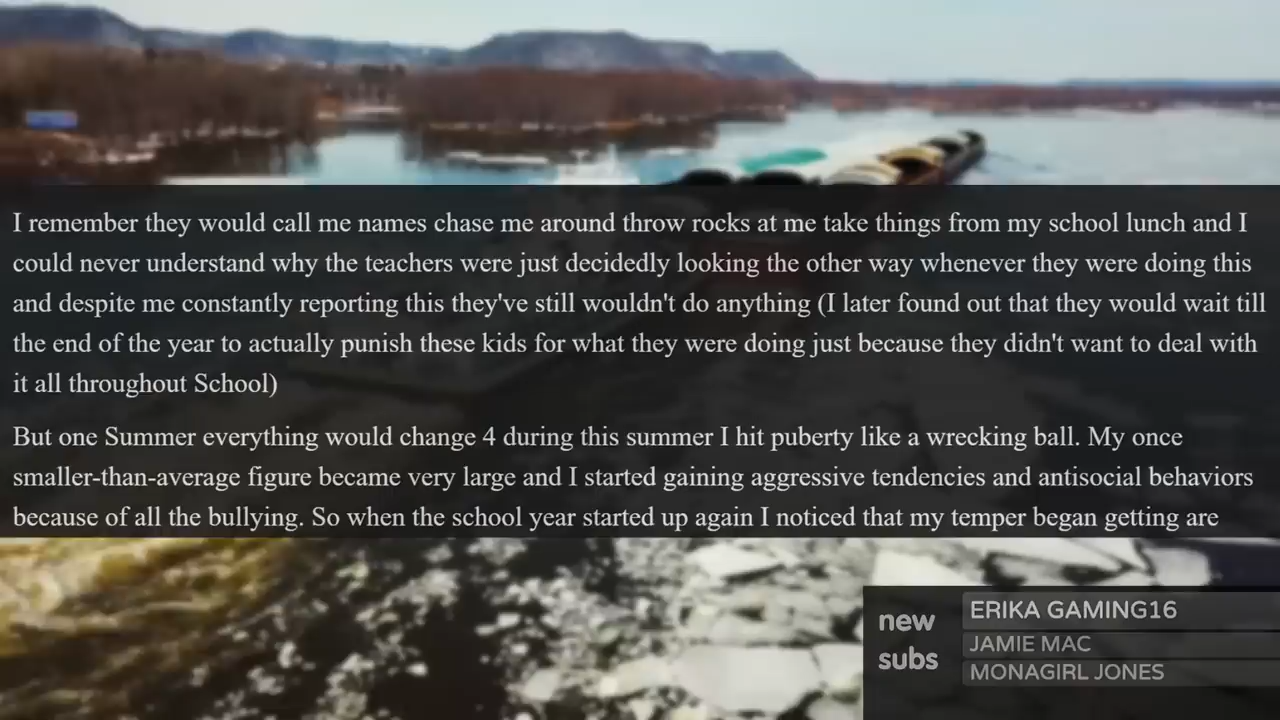 I remember they would call me names chase me around throw rocks at me take things from my school lunch and I
could never understand why the teachers were just decidedly looking the other way whenever they were doing this
and despite me constantly reporting this they've still wouldn't do anything (I later found out that they would wait till
the end of the year to actually punish these kids for what they were doing just because they didn't want to deal with
it all throughout School)
But one Summer everything would change 4 during this summer I hit puberty like a wrecking ball. My once
smaller-than-average figure became very large and I started gaining aggressive tendencies and antisocial behaviors
because of all the bullying. So when the school year started up again I noticed that my temper began getting are
new
subs
ERIKA GAMING16
JAMIE MAC
MONAGIRL JONES